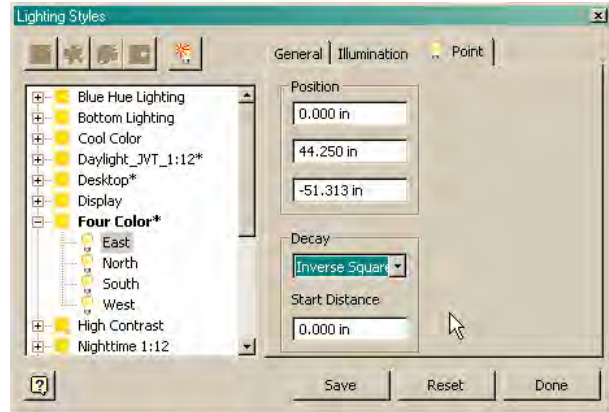 Lighting Styles
General
Illumination
Point
Blue Hue Lighting
Bottom Lighting
Cool Color
Daylight_JVT_1:12*
Desktop*
Display
Four Color*
East
North
South
West
High Contrast
Nighttime 1:12
Position
0.000 in
44.250 in
-51.313 in
Decay
Inverse Square
Start Distance
0.000 in
?
Save
Reset
Done